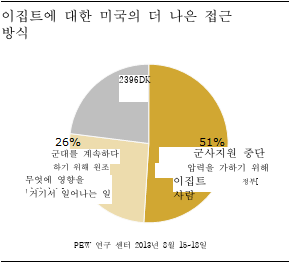 이집트에 대한 미국의 더 나은 접근
방식
2396DK
26%
군대를 계속하다
하기 위해 원조
무엇에 영향을
거기서 일어나는 일
51%
군사지원 중단
압력을 가하기 위해
이집트 정부
사람
PEW 연구 센터 2013년 8월 15-18일